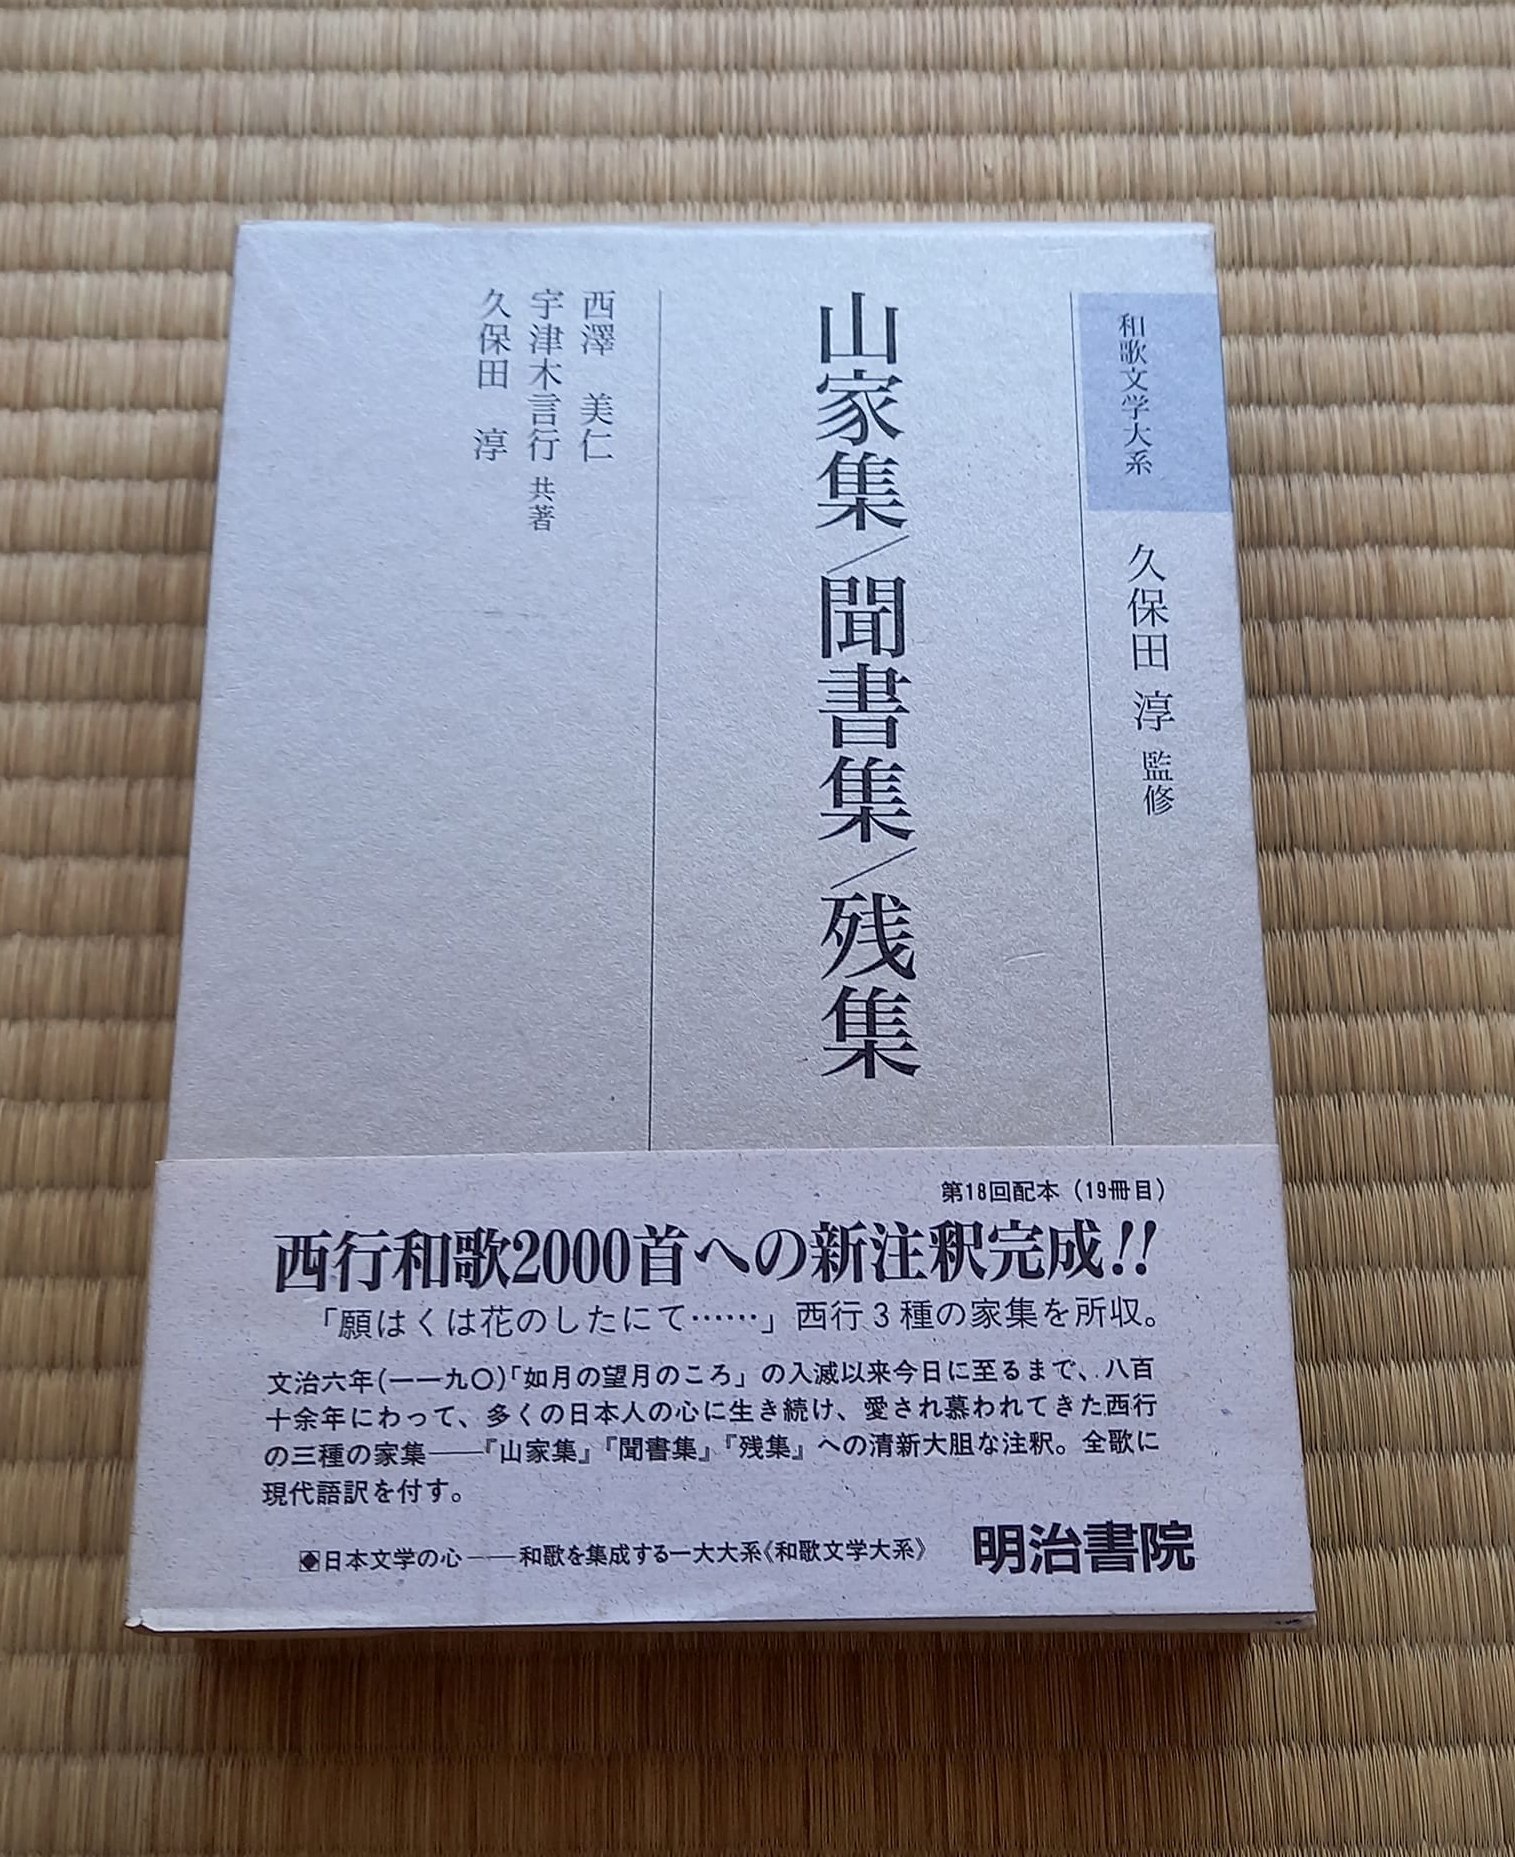 和歌文学大系
久保田 淳 監修
山家集/聞書集/残集
西澤 美仁
宇津木言行 共著
久保田 淳
第18回配本(19冊目)
西行和歌2000首への新注釈完成!!
「願はくは花のしたにて……」西行3種の家集を所収。
文治六年(一一九〇)「如月の望月のころ」の入滅以来今日に至るまで、八百
十余年にわって、多くの日本人の心に生き続け、愛され慕われてきた西行
の三種の家集――『山家集』『聞書集』『残集』への清新大胆な注釈。全歌に
現代語訳を付す。
◆日本文学の心――和歌を集成する一大大系《和歌文学大系》
明治書院